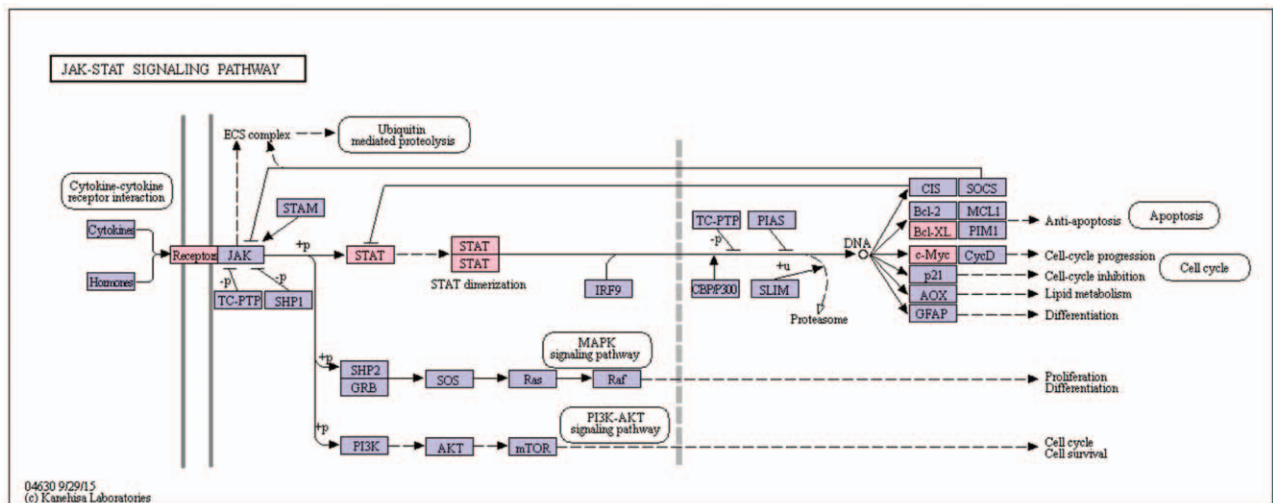 JAK-STAT SIGNALING PATHWAY
ECS complex
Ubiquitin
mediated proteolysis
Cytokine-cytokine
receptor interaction
Cytokines
Hormones
Receptor
JAK
STAM
+p
-p
-p
TC-PTP
SHP1
STAT
STAT
STAT
STAT dimerization
IRF9
TC-PTP
-p
PIAS
CBP/P300
+u
SLIM
Proteasome
DNA
CIS
SOCS
Bcl-2
MCL1
Bcl-XL
PIM1
c-Myc
CycD
p21
AOX
GFAP
Anti-apoptosis
Apoptosis
Cell-cycle progression
Cell-cycle inhibition
Cell cycle
Lipid metabolism
Differentiation
+p
SHP2
GRB
SOS
Ras
Raf
MAPK
signaling pathway
Proliferation
Differentiation
+p
PI3K
AKT
mTOR
PI3K-AKT
signaling pathway
Cell cycle
Cell survival
04630 9/29/15
(c) Kanehisa Laboratories